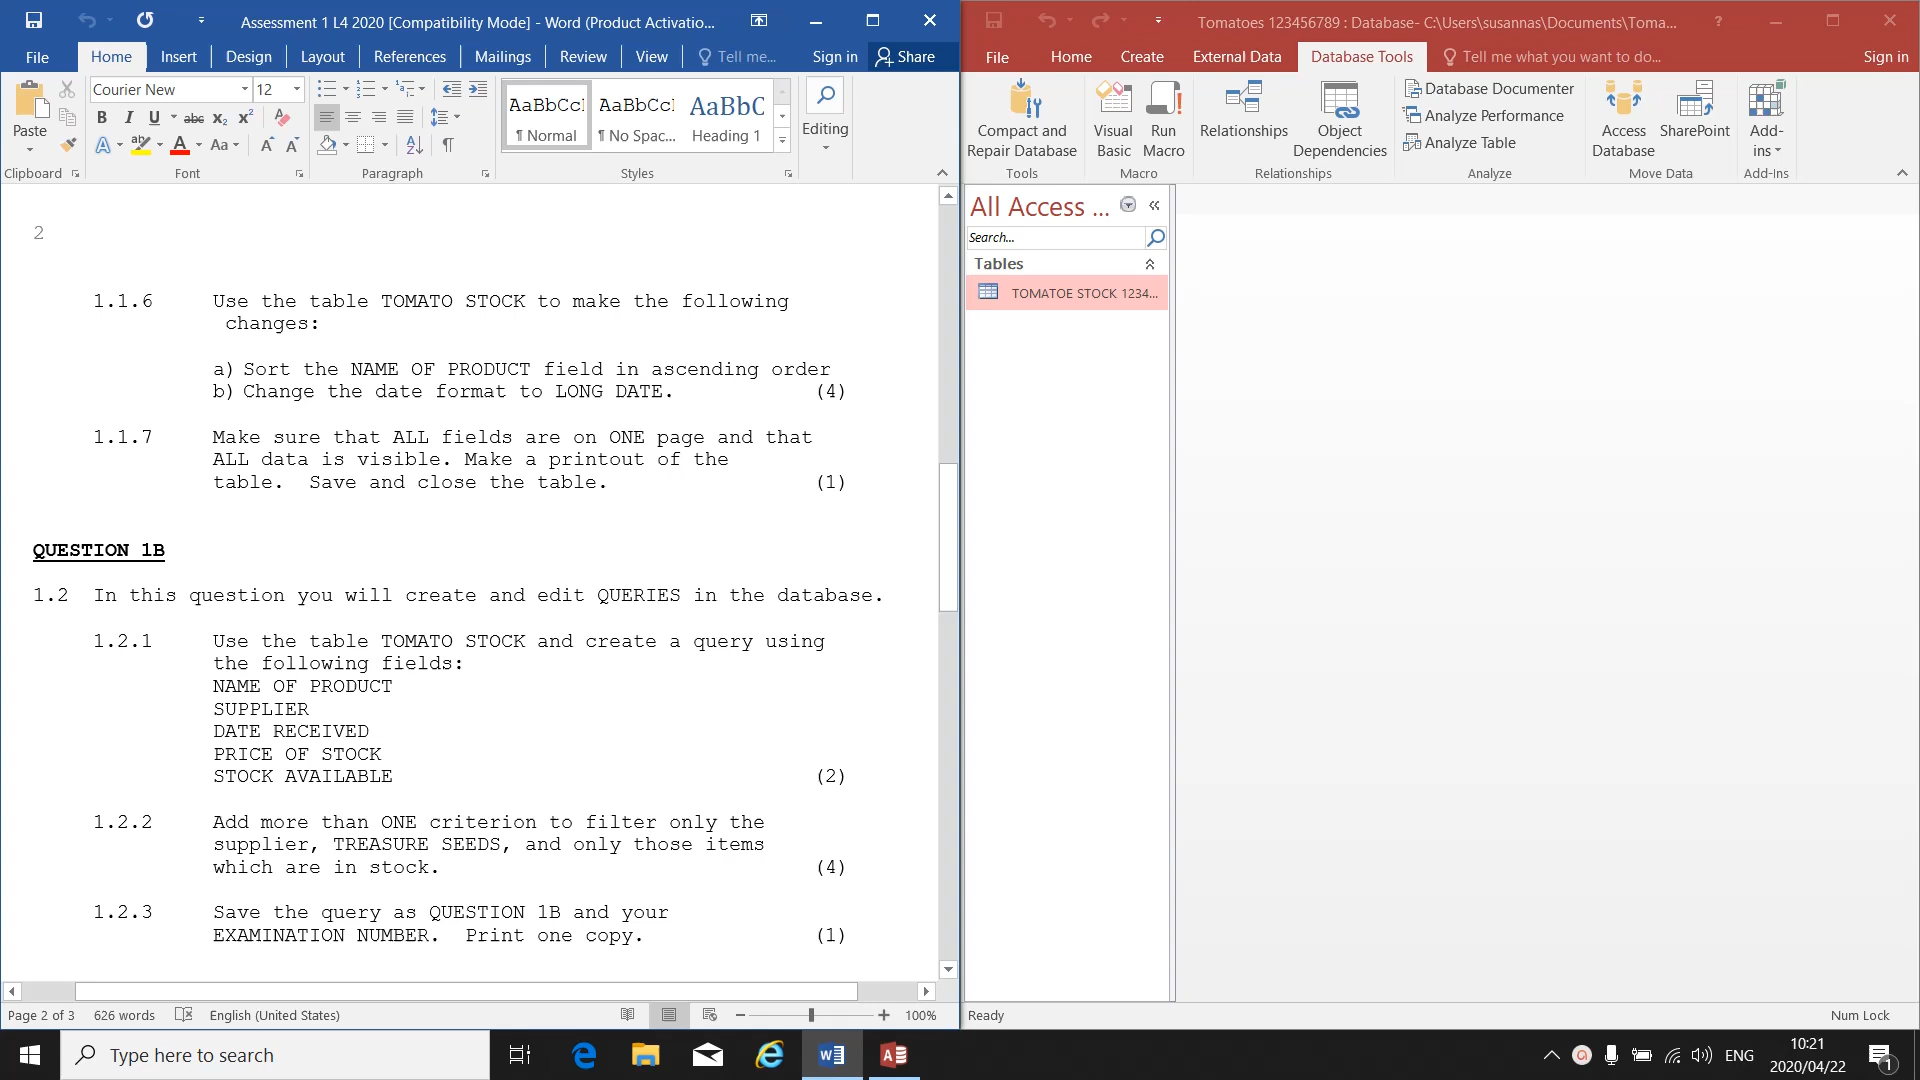 Assessment 1 L4 2020 [Compatibility Mode] - Word (Product Activatio...
File Home Insert Design Layout References Mailings Review View Tell me... Sign in Share
Courier New 12
Paste
B I U abc x₂ x²
A A Aa A A
AaBbCcI AaBbCcI AaBbC
¶ Normal ¶ No Spac... Heading 1
Editing
Clipboard Font Paragraph Styles
2
1.1.6 Use the table TOMATO STOCK to make the following
changes:
a) Sort the NAME OF PRODUCT field in ascending order
b) Change the date format to LONG DATE. (4)
1.1.7 Make sure that ALL fields are on ONE page and that
ALL data is visible. Make a printout of the
table. Save and close the table. (1)
QUESTION 1B
1.2 In this question you will create and edit QUERIES in the database.
1.2.1 Use the table TOMATO STOCK and create a query using
the following fields:
NAME OF PRODUCT
SUPPLIER
DATE RECEIVED
PRICE OF STOCK
STOCK AVAILABLE (2)
1.2.2 Add more than ONE criterion to filter only the
supplier, TREASURE SEEDS, and only those items
which are in stock. (4)
1.2.3 Save the query as QUESTION 1B and your
EXAMINATION NUMBER. Print one copy. (1)
Page 2 of 3 626 words English (United States) 100%
Tomatoes 123456789 : Database- C:\Users\susannas\Documents\Toma... ?
File Home Create External Data Database Tools Tell me what you want to do... Sign in
Compact and
Repair Database
Visual
Basic
Run
Macro
Relationships
Object
Dependencies
Database Documenter
Analyze Performance
Analyze Table
Access
Database
SharePoint
Add-
ins
Tools Macro Relationships Analyze Move Data Add-Ins
All Access ...
Search...
Tables
TOMATOE STOCK 1234...
Ready Num Lock
Type here to search
ENG
10:21
2020/04/22
1